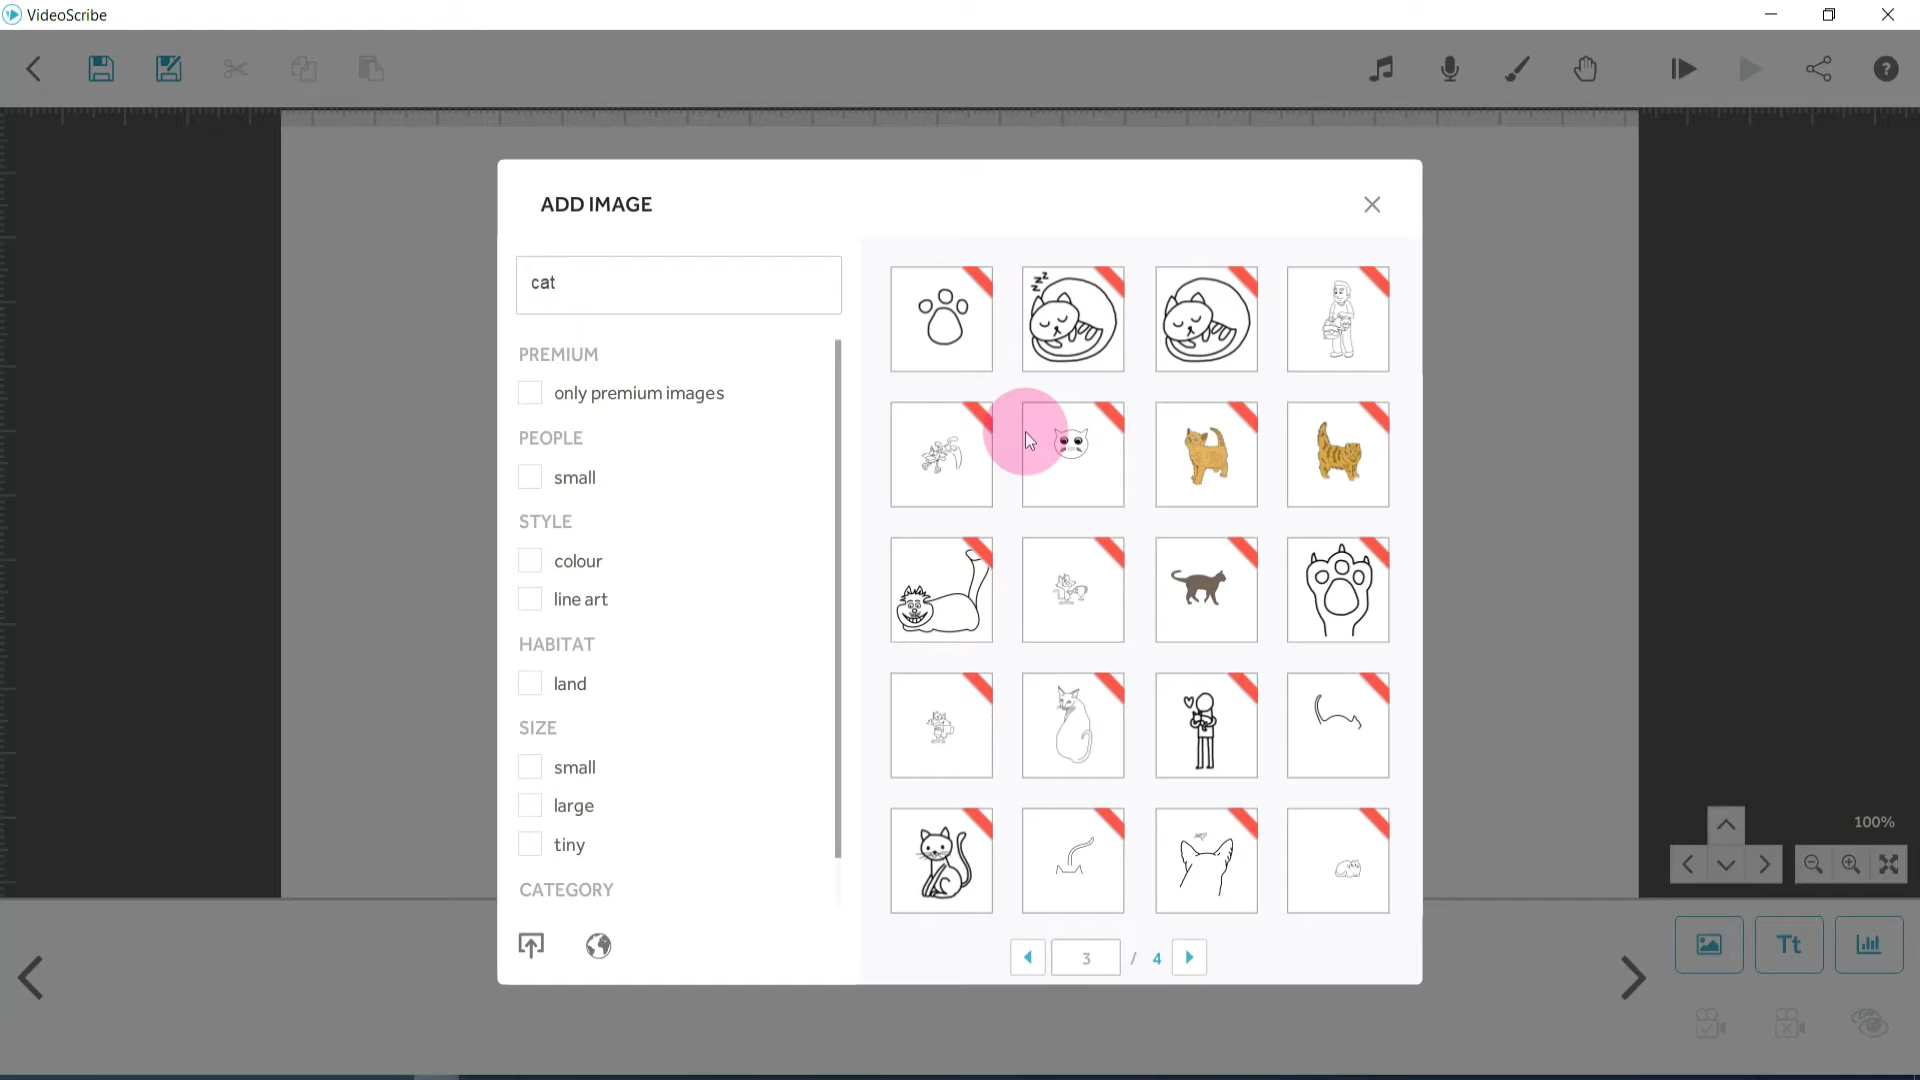 VideoScribe
ADD IMAGE
cat
PREMIUM
only premium images
PEOPLE
small
STYLE
colour
line art
HABITAT
land
SIZE
small
large
tiny
CATEGORY
z z z
3 / 4
100%
Tt
?